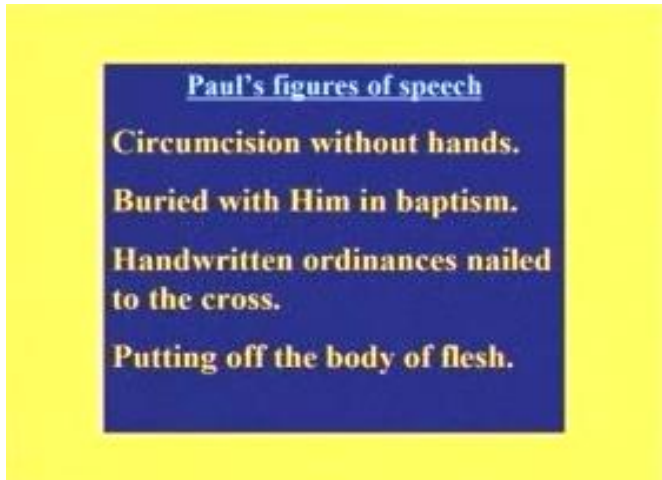 Paul's figures of speech
Circumcision without hands.
Buried with Him in baptism.
Handwritten ordinances nailed
to the cross.
Putting off the body of flesh.